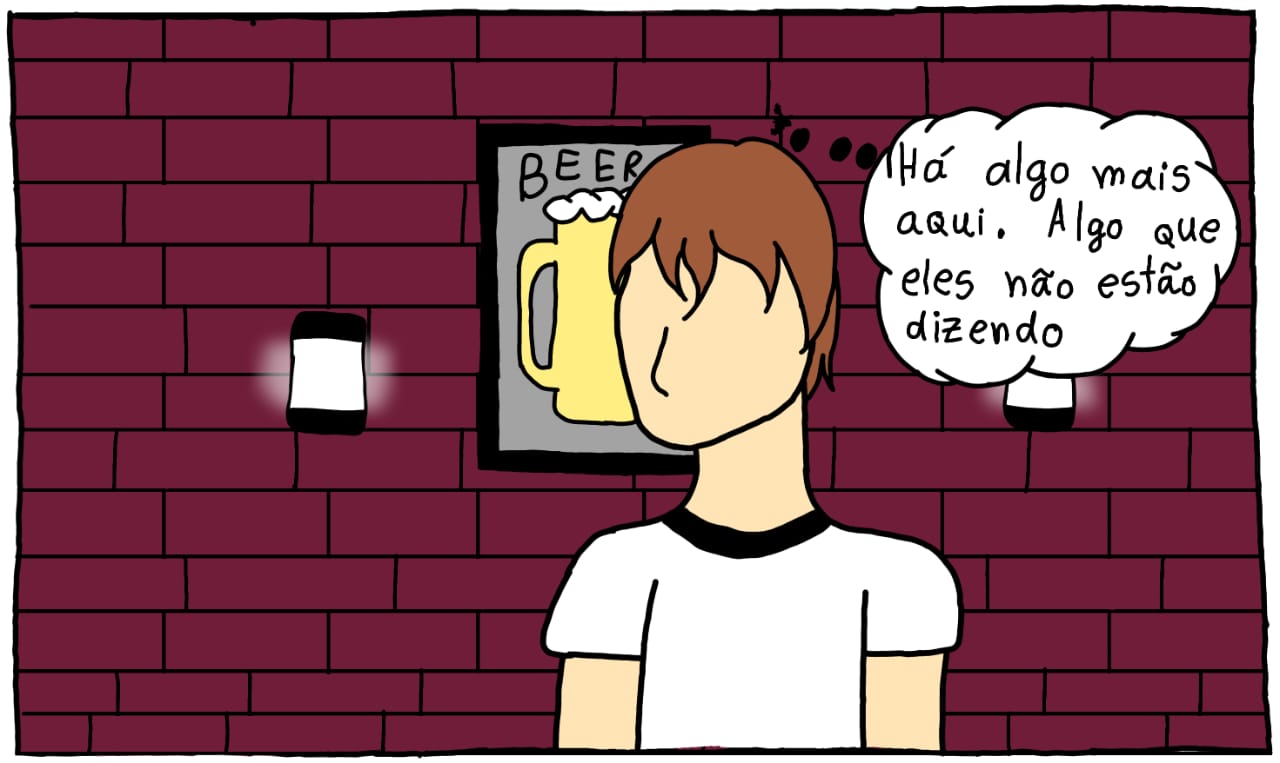 BEER
Há algo mais
aqui. Algo que
eles não estão
dizendo